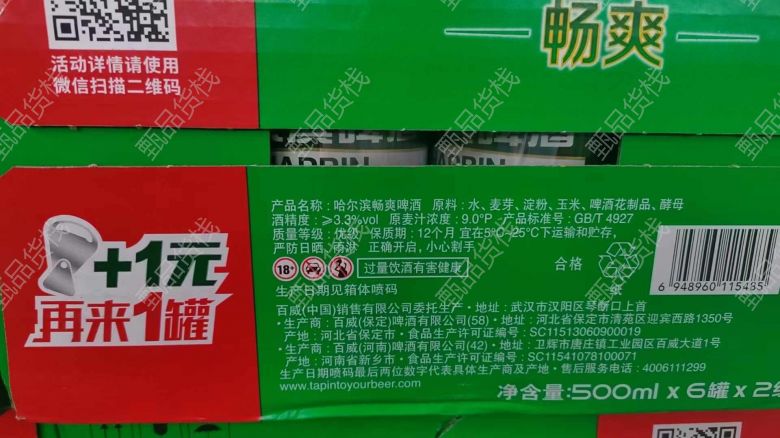 活动详情请使用
微信扫描二维码
畅爽
产品名称：哈尔滨畅爽啤酒 原料：水、麦芽、淀粉、玉米、啤酒花制品、酵母
酒精度：≥3.3%vol 原麦汁浓度：9.0°P 产品标准号：GB/T 4927
质量等级：优级 保质期：12个月 宜在5°C-25°C下运输和贮存，
严防日晒、雨淋 正确开启，小心割手
18+
过量饮酒有害健康
合格
纸
生产日期见箱体喷码
+1元
再来1罐
6 948960 115485
百威(中国)销售有限公司委托生产·地址：武汉市汉阳区琴断口上首
·生产商：百威(保定)啤酒有限公司(58)·地址：河北省保定市清苑区迎宾西路1350号
产地：河北省保定市·食品生产许可证编号：SC11513060900019
·生产商：百威(河南)啤酒有限公司(42)·地址：卫辉市唐庄镇工业园区百威大道1号
产地：河南省新乡市·食品生产许可证编号：SC11541078100071
生产日期喷码最后两位数字代表具体生产商及产地·售后服务电话：4006111299
www.tapintoyourbeer.com
净含量:500ml x 6罐 x 2
甄品货栈